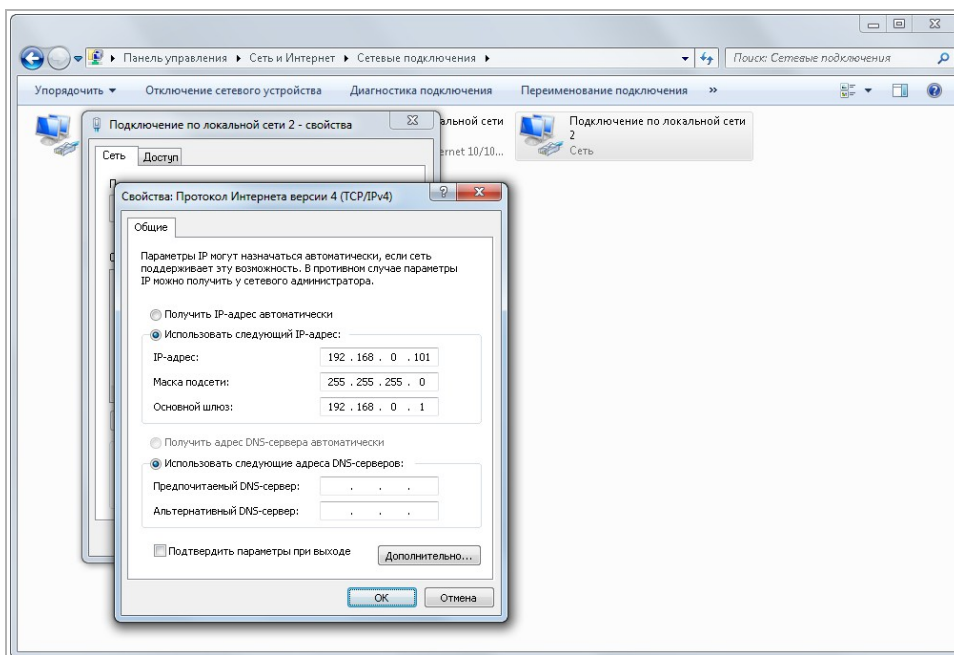 Панель управления ▸ Сеть и Интернет ▸ Сетевые подключения ▸
Поиск: Сетевые подключения
Упорядочить ▾ Отключение сетевого устройства Диагностика подключения Переименование подключения »
Подключение по локальной сети 2 - свойства
Подключение по локальной сети
2
Сеть
Сеть Доступ
Свойства: Протокол Интернета версии 4 (TCP/IPv4)
Общие
Параметры IP могут назначаться автоматически, если сеть
поддерживает эту возможность. В противном случае параметры
IP можно получить у сетевого администратора.
Получить IP-адрес автоматически
Использовать следующий IP-адрес:
IP-адрес: 192 . 168 . 0 . 101
Маска подсети: 255 . 255 . 255 . 0
Основной шлюз: 192 . 168 . 0 . 1
Получить адрес DNS-сервера автоматически
Использовать следующие адреса DNS-серверов:
Предпочитаемый DNS-сервер: . . .
Альтернативный DNS-сервер: . . .
Подтвердить параметры при выходе
Дополнительно...
ОК Отмена